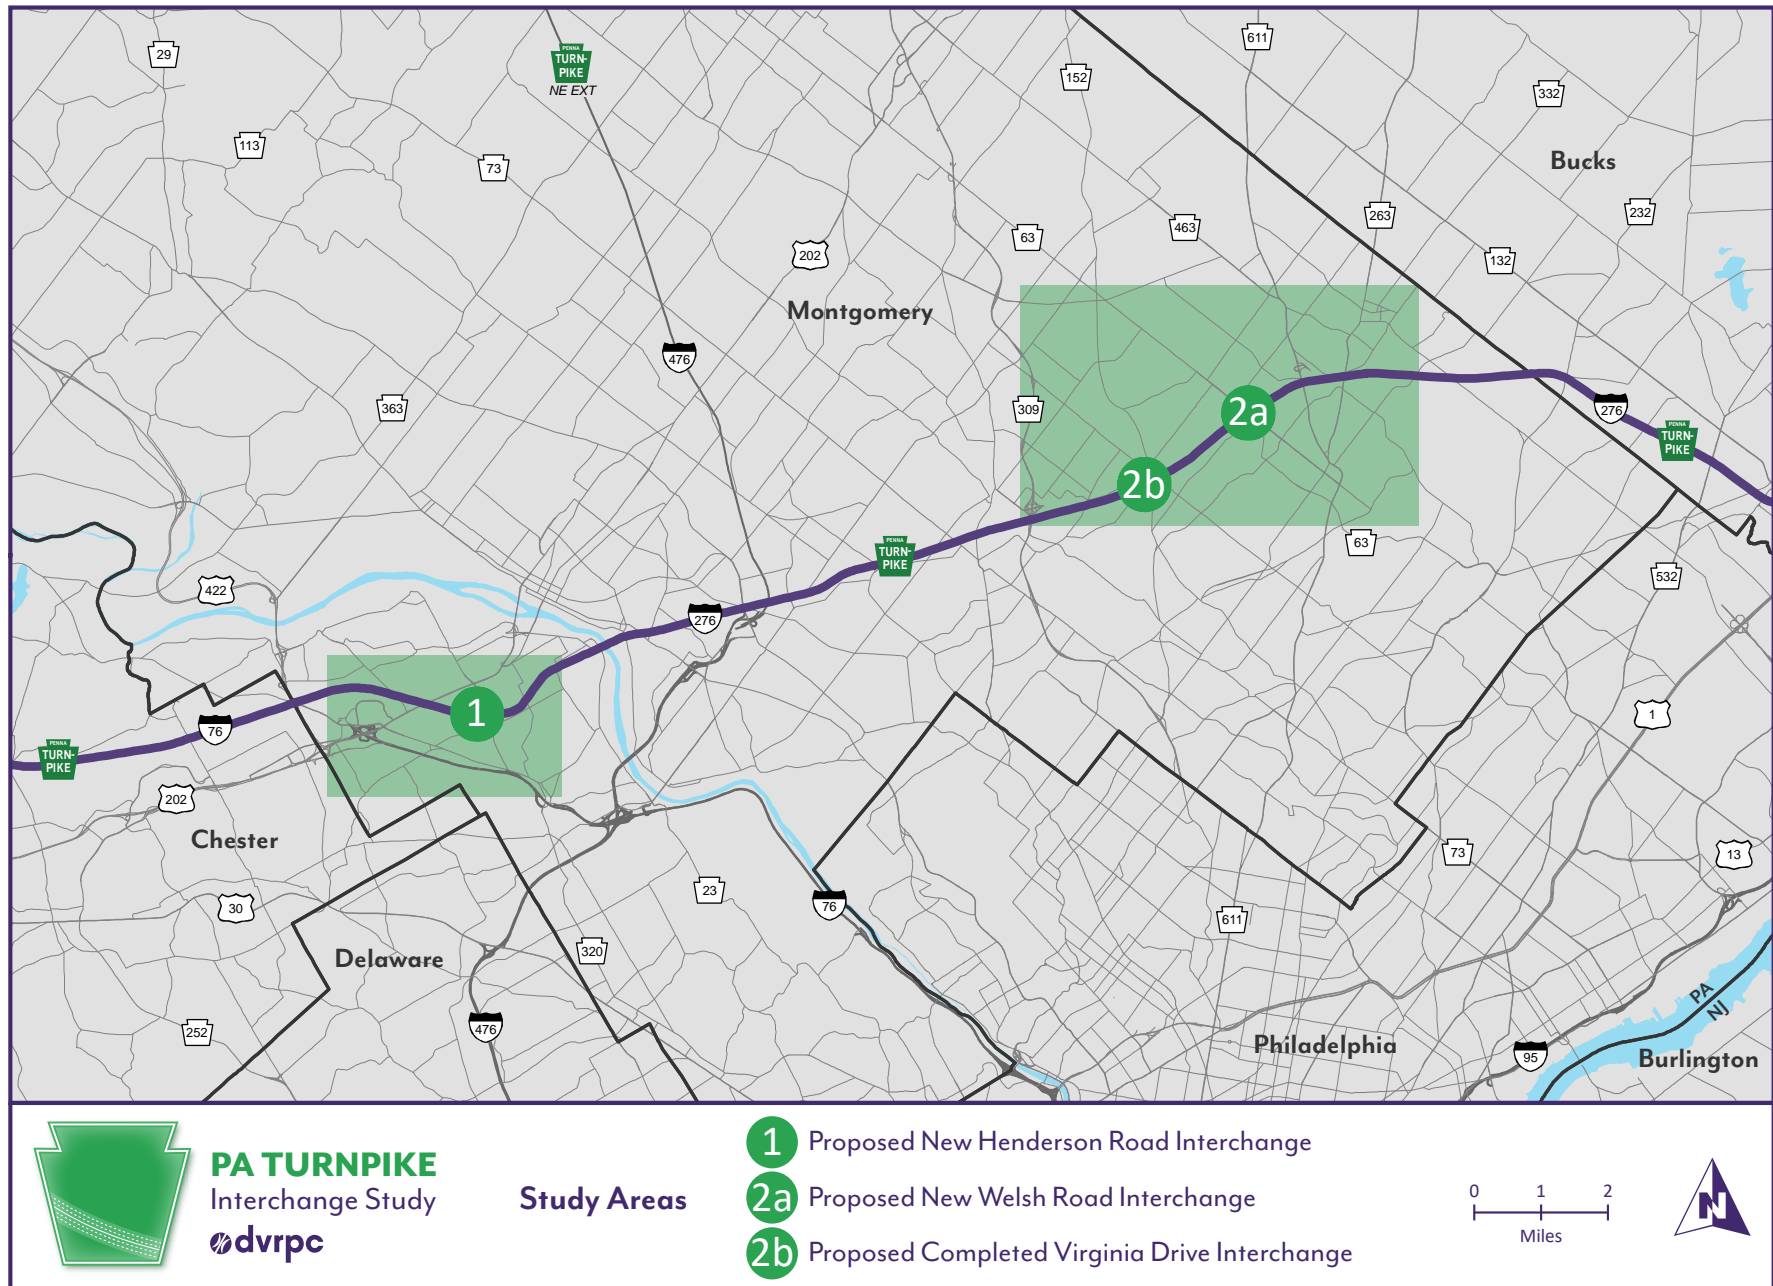 611
29
PENNA
TURN-
PIKE
NE EXT
152
332
113
73
Bucks
232
263
463
63
202
132
Montgomery
476
363
309
2a
276
PENNA
TURN-
PIKE
2b
63
PENNA
TURN-
PIKE
532
422
276
1
1
76
PENNA
TURN-
PIKE
202
Chester
73
13
23
30
76
611
320
Delaware
PA
NJ
476
252
Philadelphia
95
Burlington
PA TURNPIKE
Interchange Study
dvrpc
Study Areas
1 Proposed New Henderson Road Interchange
2a Proposed New Welsh Road Interchange
2b Proposed Completed Virginia Drive Interchange
0 1 2
Miles
N